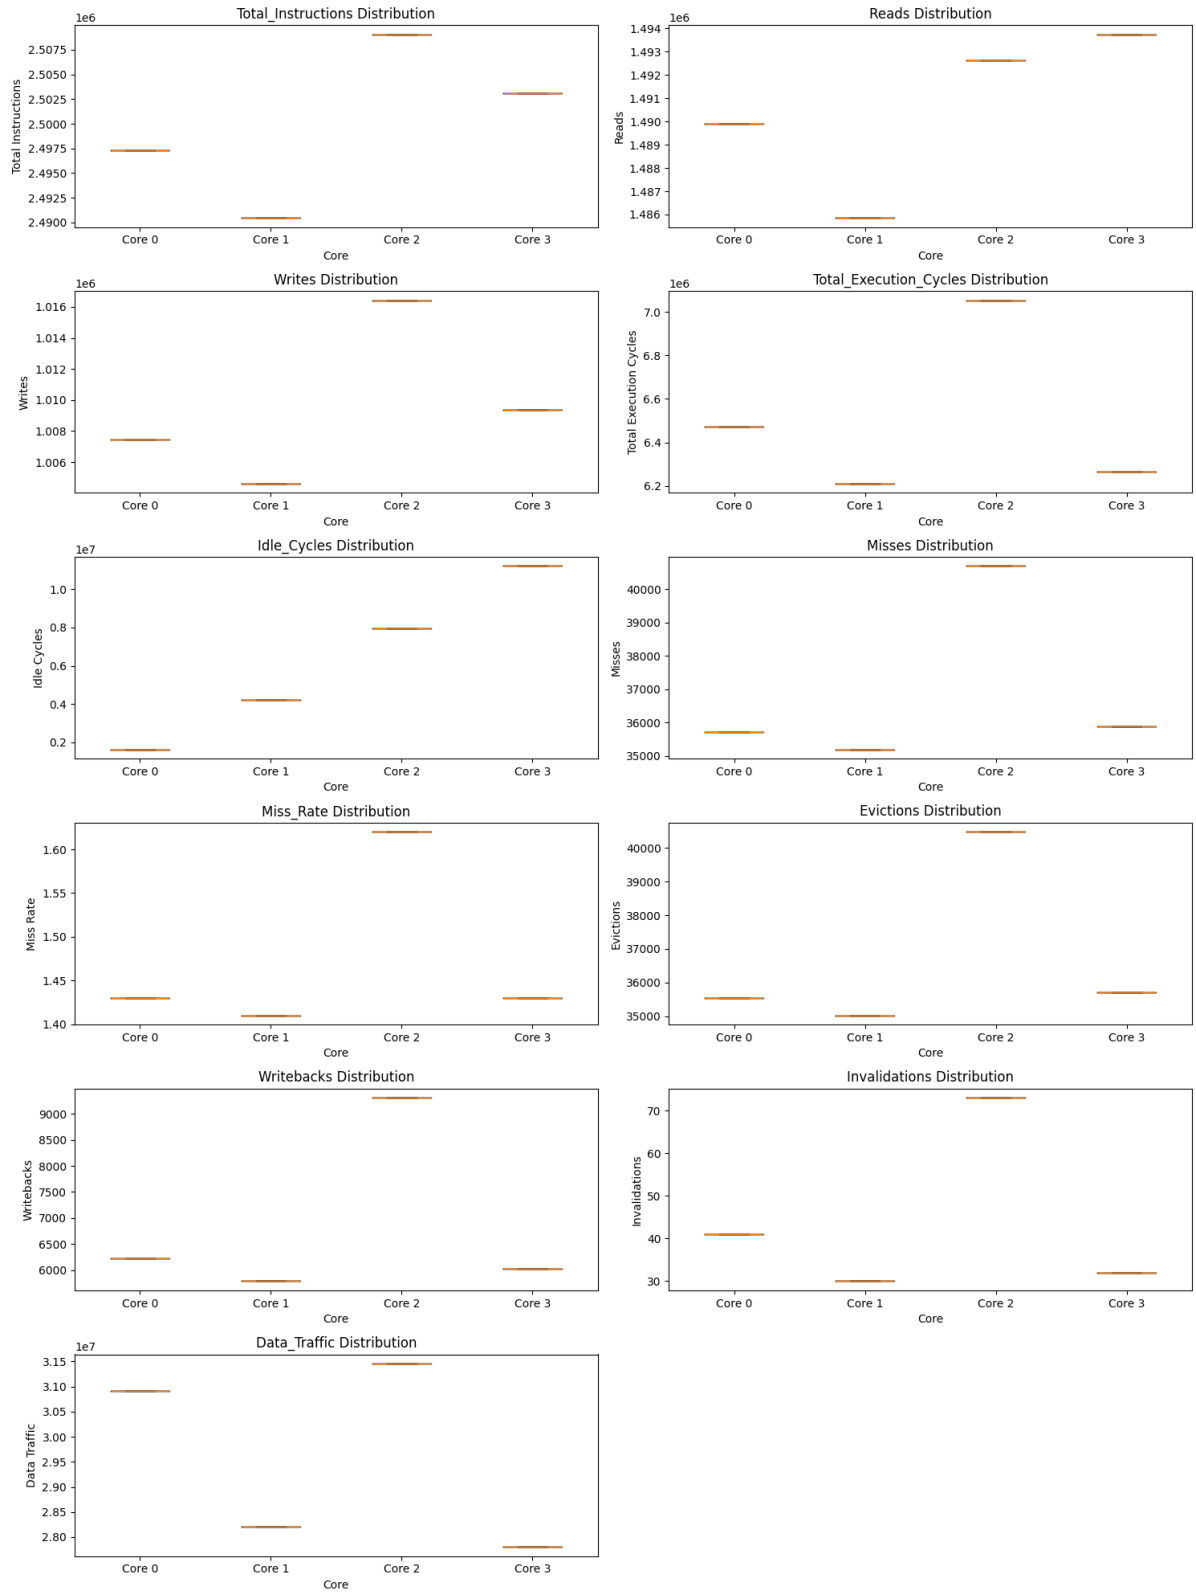 Total_Instructions Distribution
1e6
Total Instructions
2.5075
2.5050
2.5025
2.5000
2.4975
2.4950
2.4925
2.4900
Core 0 Core 1 Core 2 Core 3
Core
Reads Distribution
1e6
Reads
1.494
1.493
1.492
1.491
1.490
1.489
1.488
1.487
1.486
Core 0 Core 1 Core 2 Core 3
Core
Writes Distribution
1e6
Writes
1.016
1.014
1.012
1.010
1.008
1.006
Core 0 Core 1 Core 2 Core 3
Core
Total_Execution_Cycles Distribution
1e6
Total Execution Cycles
7.0
6.8
6.6
6.4
6.2
Core 0 Core 1 Core 2 Core 3
Core
Idle_Cycles Distribution
1e7
Idle Cycles
1.0
0.8
0.6
0.4
0.2
Core 0 Core 1 Core 2 Core 3
Core
Misses Distribution
Misses
40000
39000
38000
37000
36000
35000
Core 0 Core 1 Core 2 Core 3
Core
Miss_Rate Distribution
Miss Rate
1.60
1.55
1.50
1.45
1.40
Core 0 Core 1 Core 2 Core 3
Core
Evictions Distribution
Evictions
40000
39000
38000
37000
36000
35000
Core 0 Core 1 Core 2 Core 3
Core
Writebacks Distribution
Writebacks
9000
8500
8000
7500
7000
6500
6000
Core 0 Core 1 Core 2 Core 3
Core
Invalidations Distribution
Invalidations
70
60
50
40
30
Core 0 Core 1 Core 2 Core 3
Core
Data_Traffic Distribution
1e7
Data Traffic
3.15
3.10
3.05
3.00
2.95
2.90
2.85
2.80
Core 0 Core 1 Core 2 Core 3
Core